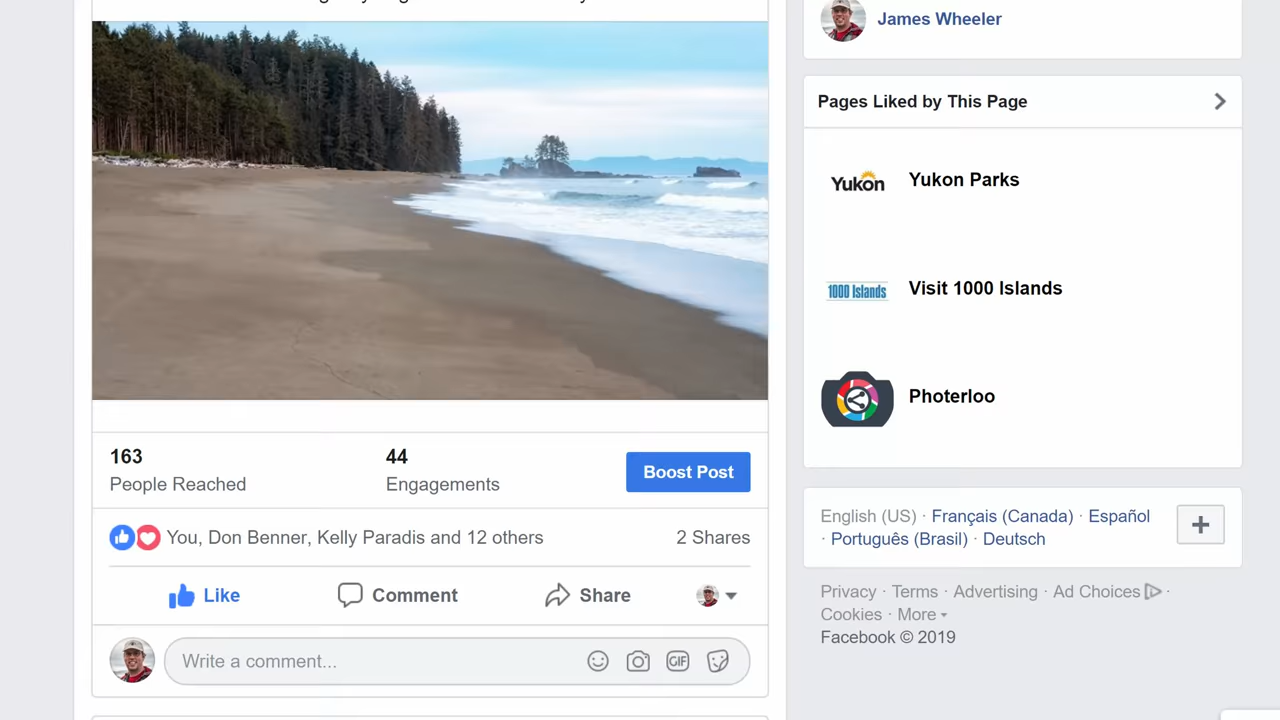 James Wheeler
Pages Liked by This Page
Yukon
Yukon Parks
1000 Islands
Visit 1000 Islands
Photerloo
163
People Reached
44
Engagements
Boost Post
You, Don Benner, Kelly Paradis and 12 others
2 Shares
Like
Comment
Share
Write a comment...
GIF
English (US) · Français (Canada) · Español
· Português (Brasil) · Deutsch
Privacy · Terms · Advertising · Ad Choices ·
Cookies · More
Facebook © 2019